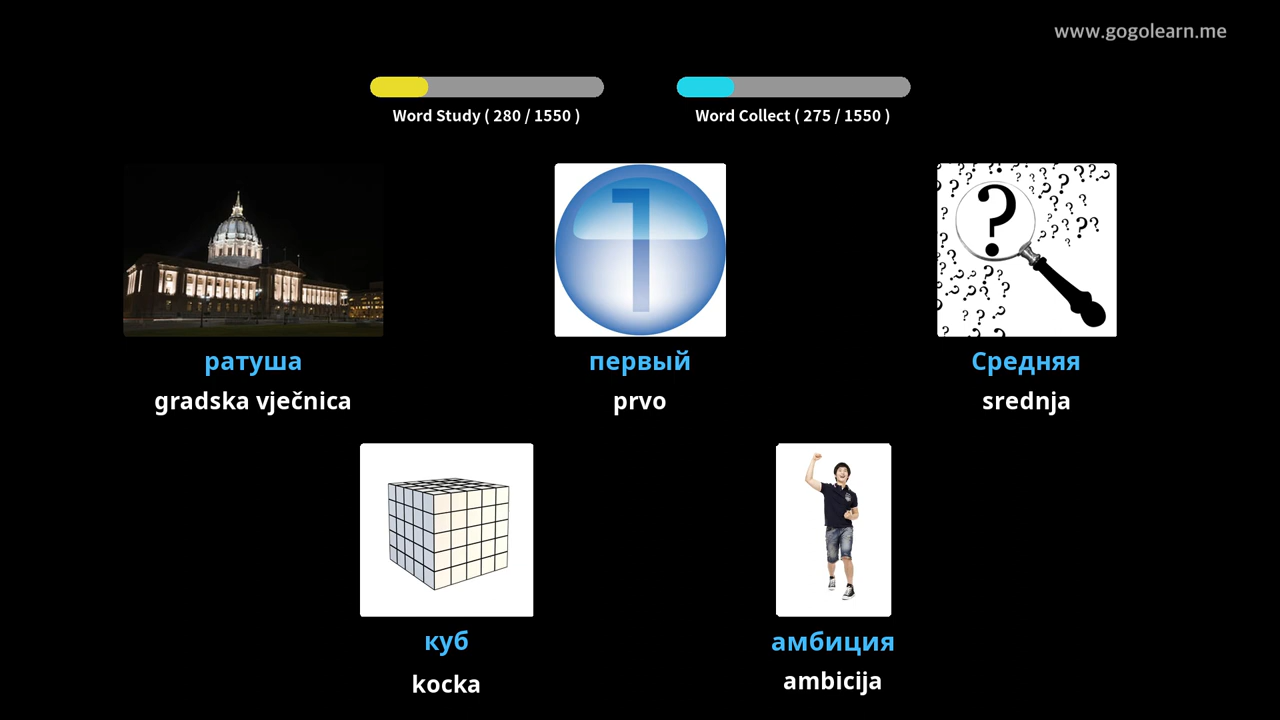 www.gogolearn.me
Word Study ( 280 / 1550 )
Word Collect ( 275 / 1550 )
ратуша
первый
Средняя
gradska vječnica
prvo
srednja
куб
амбиция
kocka
ambicija